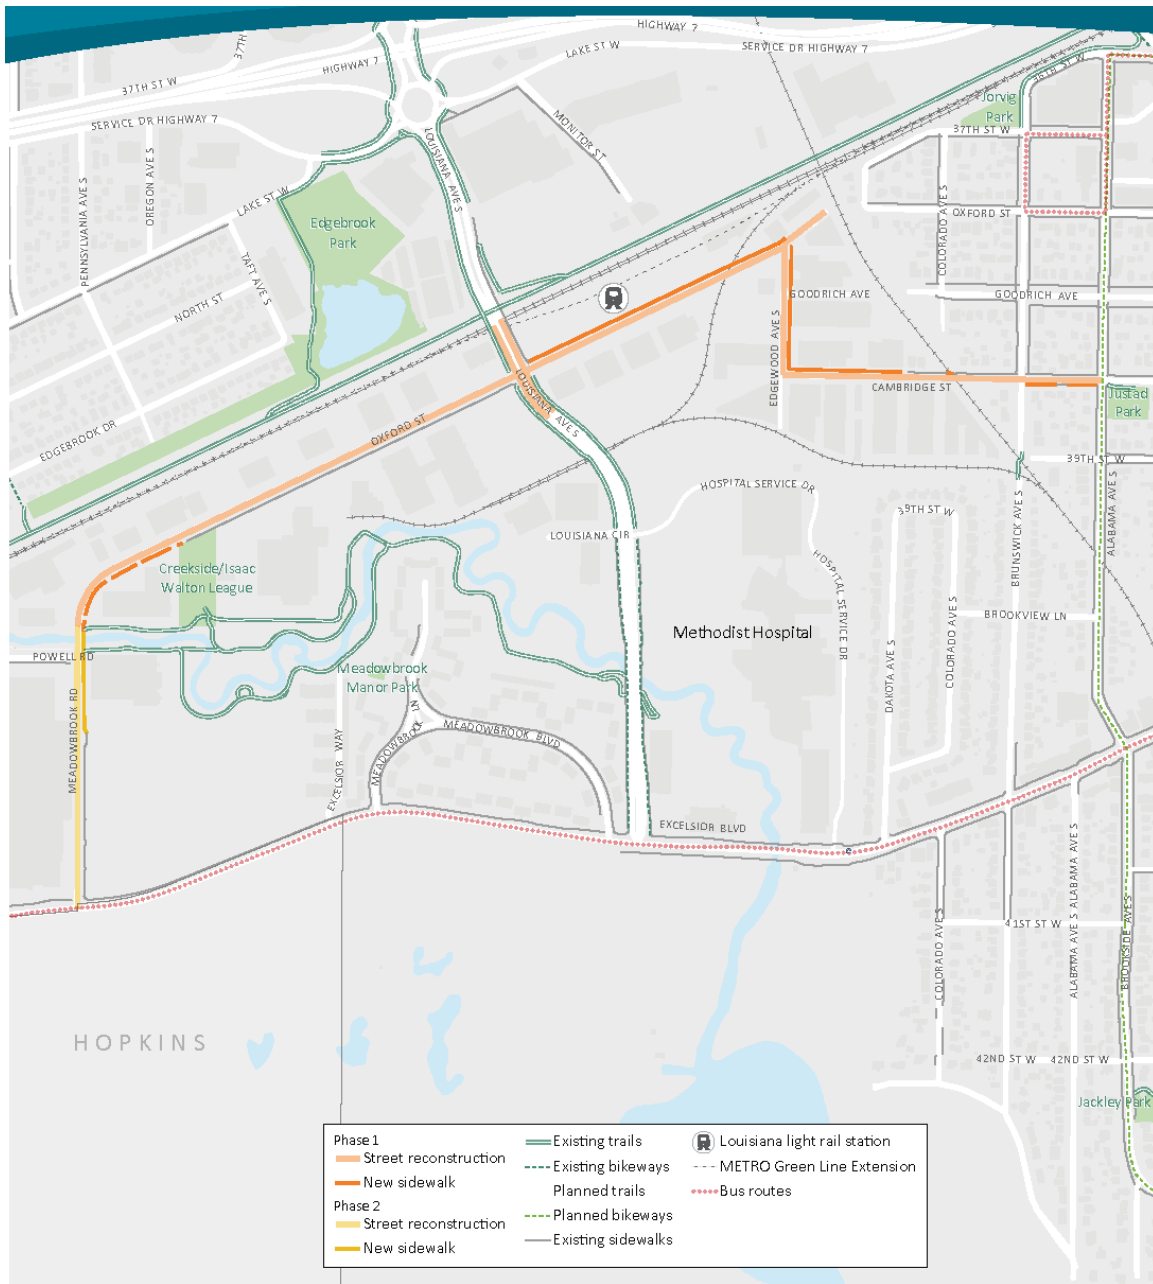 HIGHWAY 7
37TH
LAKE ST W
SERVICE DR HIGHWAY 7
37TH ST W
HIGHWAY 7
36TH ST W
Jorvig
Park
SERVICE DR HIGHWAY 7
MONITOR ST
37TH ST W
LOUISIANA AVE S
OREGON AVE S
PENNSYLVANIA AVE S
LAKE ST W
Edgebrook
Park
OXFORD ST
COLORADO AVE S
TAFT AVE S
NORTH ST
GOODRICH AVE
GOODRICH AVE
EDGEWOOD AVE S
LOUISIANA AVE S
CAMBRIDGE ST
Justad
Park
OXFORD ST
EDGEBROOK DR
39TH ST W
HOSPITAL SERVICE DR
39TH ST W
ALABAMA AVE S
LOUISIANA CIR
BRUNSWICK AVE S
Creekside/Isaac
Walton League
HOSPITAL SERVICE DR
COLORADO AVE S
BROOKVIEW LN
Methodist Hospital
POWELL RD
DAKOTA AVE S
Meadowbrook
Manor Park
MEADOWBROOK RD
MEADOWBROOK LN
MEADOWBROOK BLVD
EXCELSIOR WAY
EXCELSIOR BLVD
ALABAMA AVE S
ALABAMA AVE S
41ST ST W
COLORADO AVE S
BROOKSIDE AVE S
HOPKINS
42ND ST W
42ND ST W
Jackley Park
Phase 1
Street reconstruction
New sidewalk
Phase 2
Street reconstruction
New sidewalk
Existing trails
Existing bikeways
Planned trails
Planned bikeways
Existing sidewalks
Louisiana light rail station
METRO Green Line Extension
Bus routes